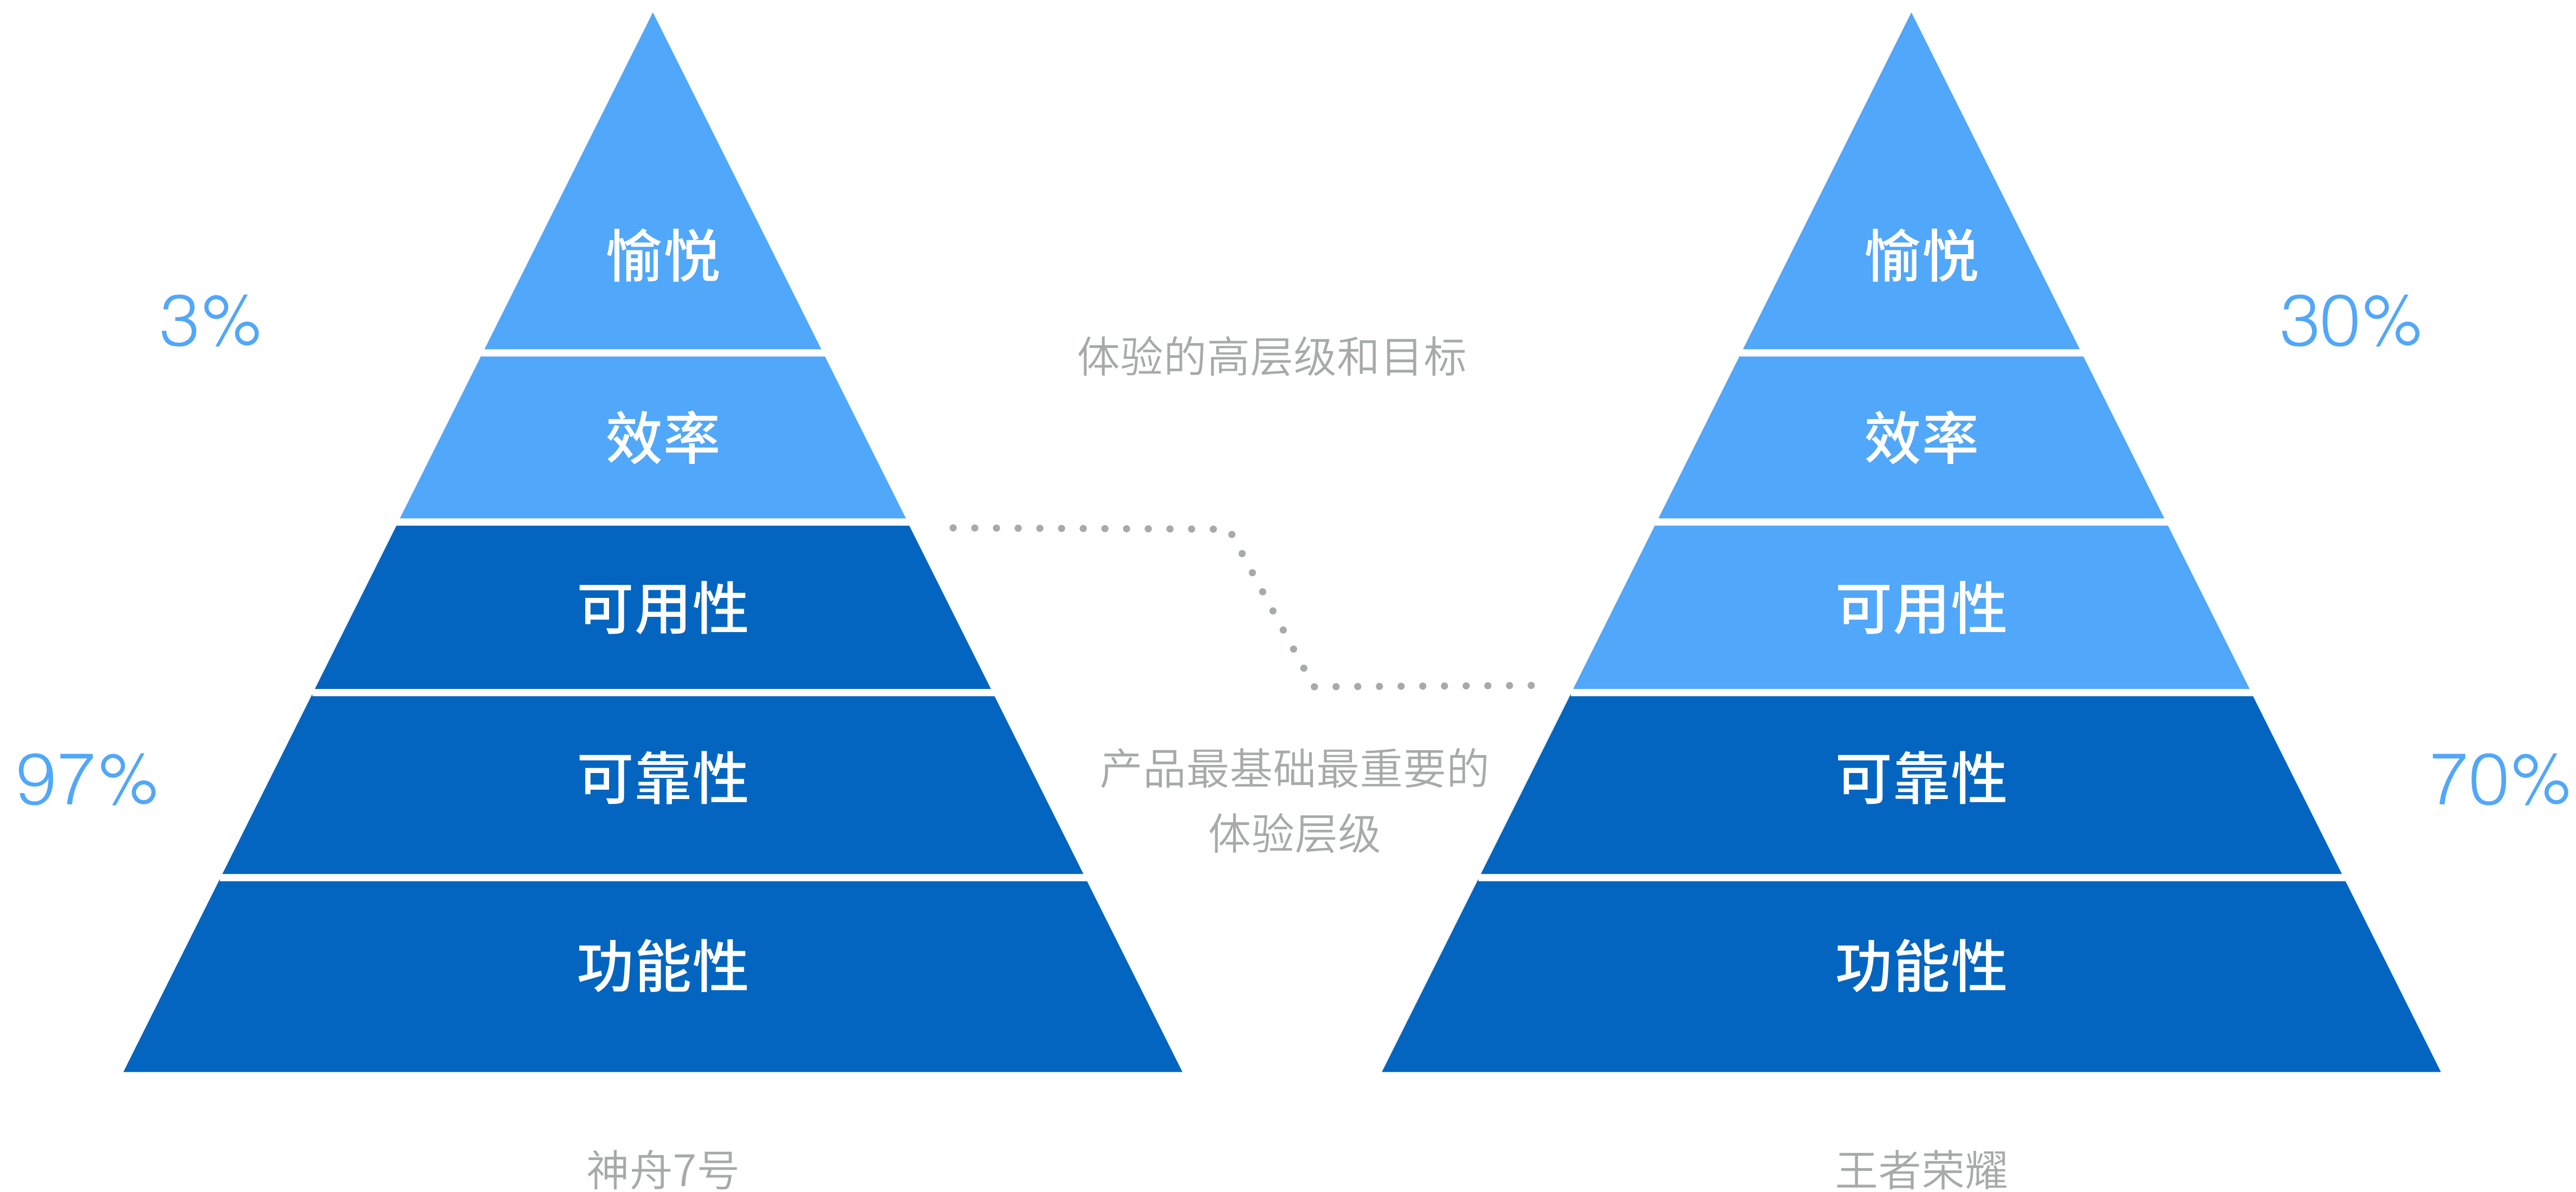 愉悦
效率
可用性
可靠性
功能性
3%
97%
神舟7号
体验的高层级和目标
产品最基础最重要的
体验层级
愉悦
效率
可用性
可靠性
功能性
30%
70%
王者荣耀